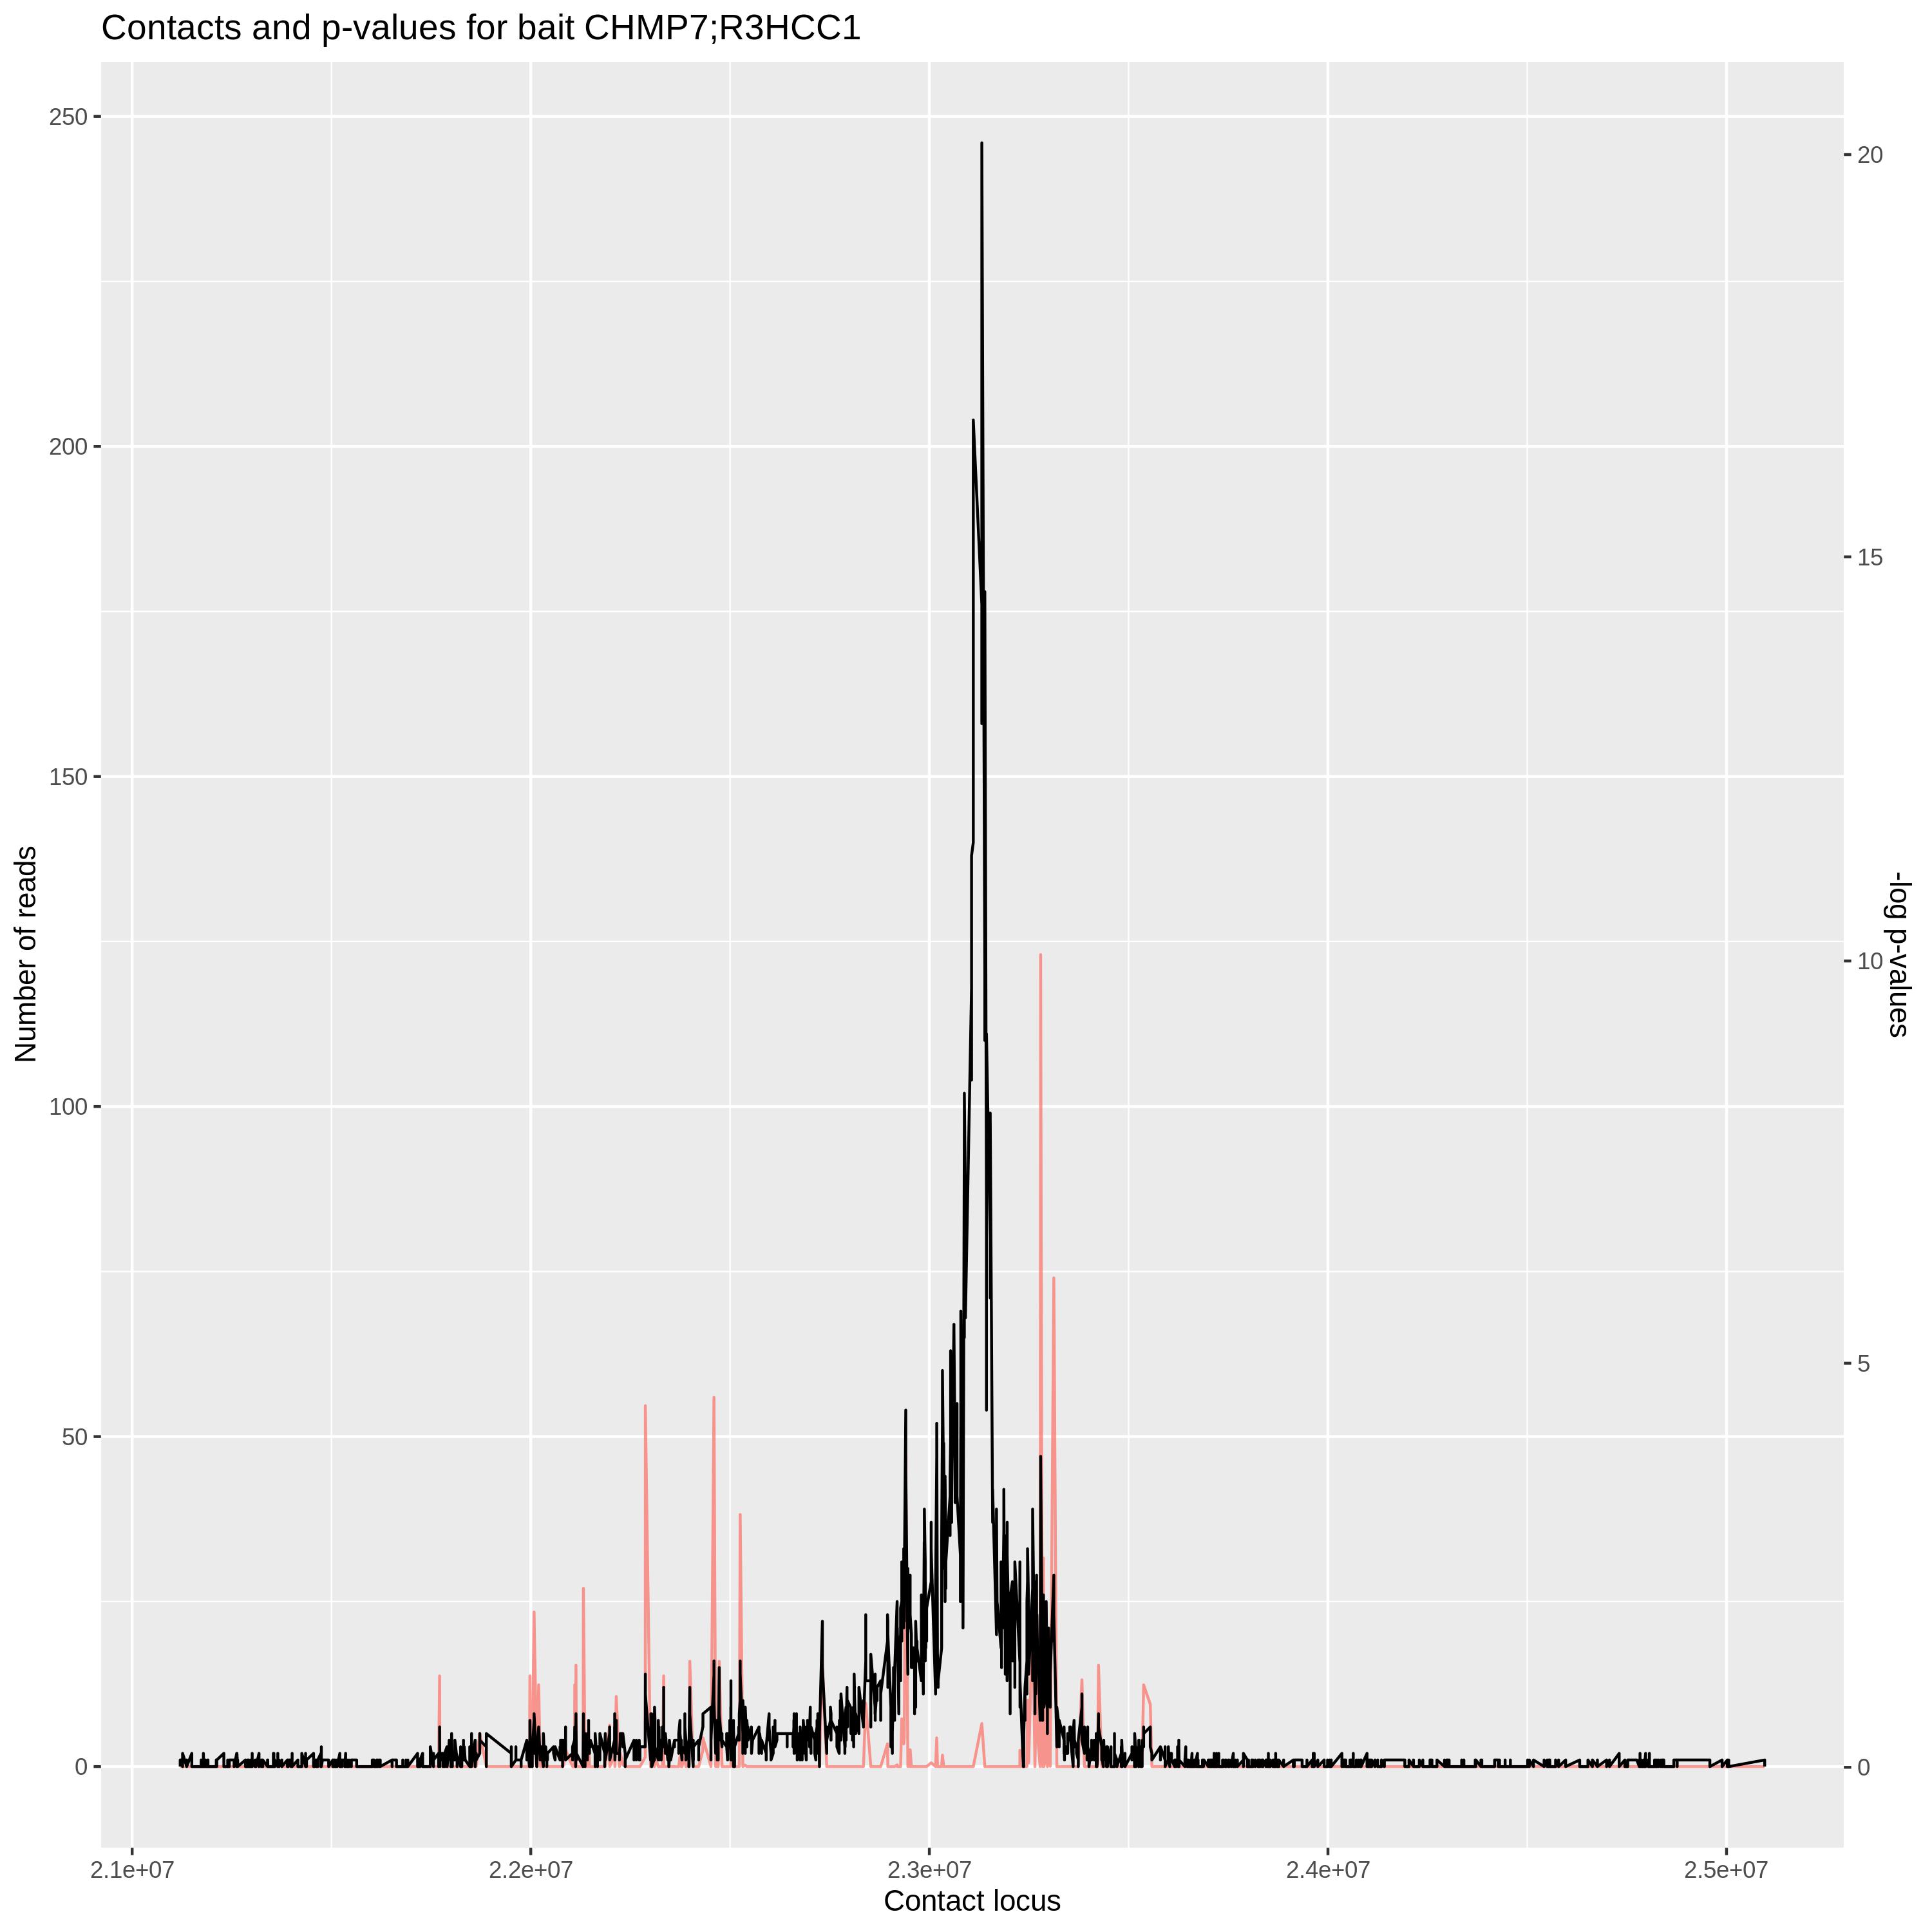 Contacts and p-values for bait CHMP7;R3HCC1
250
200
150
100
50
0
Number of reads
20
15
10
5
0
-log p-values
2.1e+07
2.2e+07
2.3e+07
2.4e+07
2.5e+07
Contact locus